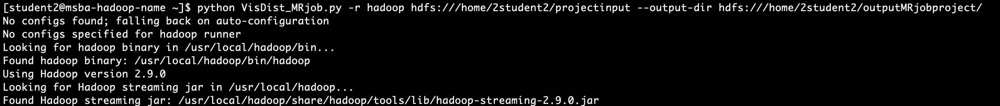 [student2@msba-hadoop-name ~]$ python VisDist_MRjob.py -r hadoop hdfs:///home/2student2/projectinput --output-dir hdfs:///home/2student2/outputMRjobproject/
No configs found; falling back on auto-configuration
No configs specified for hadoop runner
Looking for hadoop binary in /usr/local/hadoop/bin...
Found hadoop binary: /usr/local/hadoop/bin/hadoop
Using Hadoop version 2.9.0
Looking for Hadoop streaming jar in /usr/local/hadoop...
Found Hadoop streaming jar: /usr/local/hadoop/share/hadoop/tools/lib/hadoop-streaming-2.9.0.jar